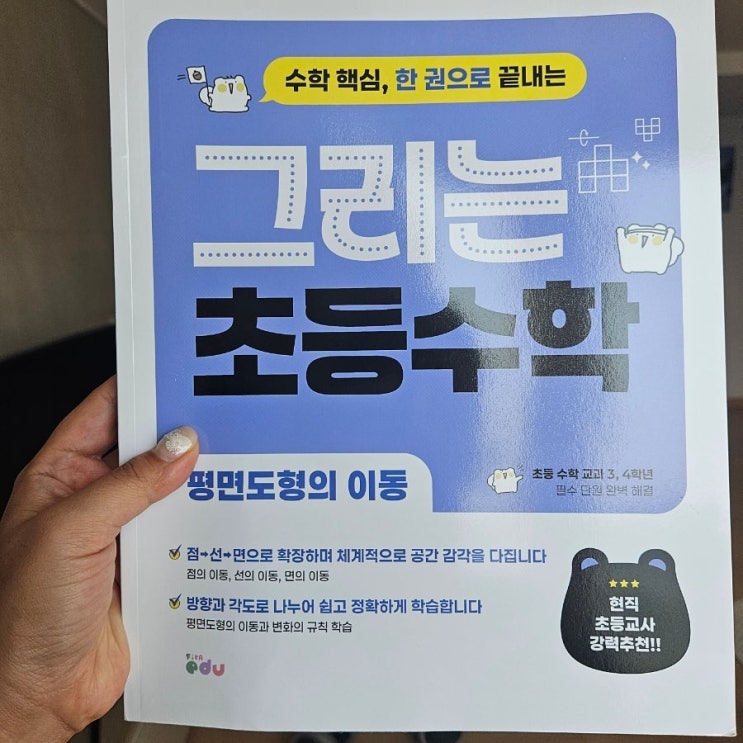 수학 핵심, 한 권으로 끝내는
그리는
초등수학
평면도형의 이동
초등 수학 교과 3, 4학년
필수 단원 완벽 해결
점→선→면으로 확장하며 체계적으로 공간 감각을 다집니다
점의 이동, 선의 이동, 면의 이동
방향과 각도로 나누어 쉽고 정확하게 학습합니다
평면도형의 이동과 변화의 규칙 학습
현직
초등교사
강력추천!!
edu